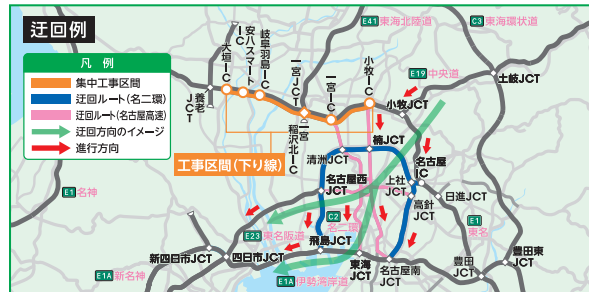 迂回例
凡例
集中工事区間
迂回ルート(名二環)
迂回ルート(名古屋高速)
迂回方向のイメージ
進行方向
E41 東海北陸道
C3 東海環状道
E19 中央道
大垣IC
安八スマートIC
岐阜羽島IC
一宮JCT
一宮稲沢北IC
一宮IC
小牧IC
小牧JCT
土岐JCT
養老JCT
工事区間(下り線)
清洲JCT
楠JCT
名古屋IC
上社JCT
名古屋西JCT
高針JCT
日進JCT
E1 名神
C2 名二環
E1 東名
E23 東名阪道
飛島JCT
新四日市JCT
四日市JCT
東海JCT
名古屋南JCT
豊田JCT
豊田東JCT
E1A 新名神
E1A 伊勢湾岸道